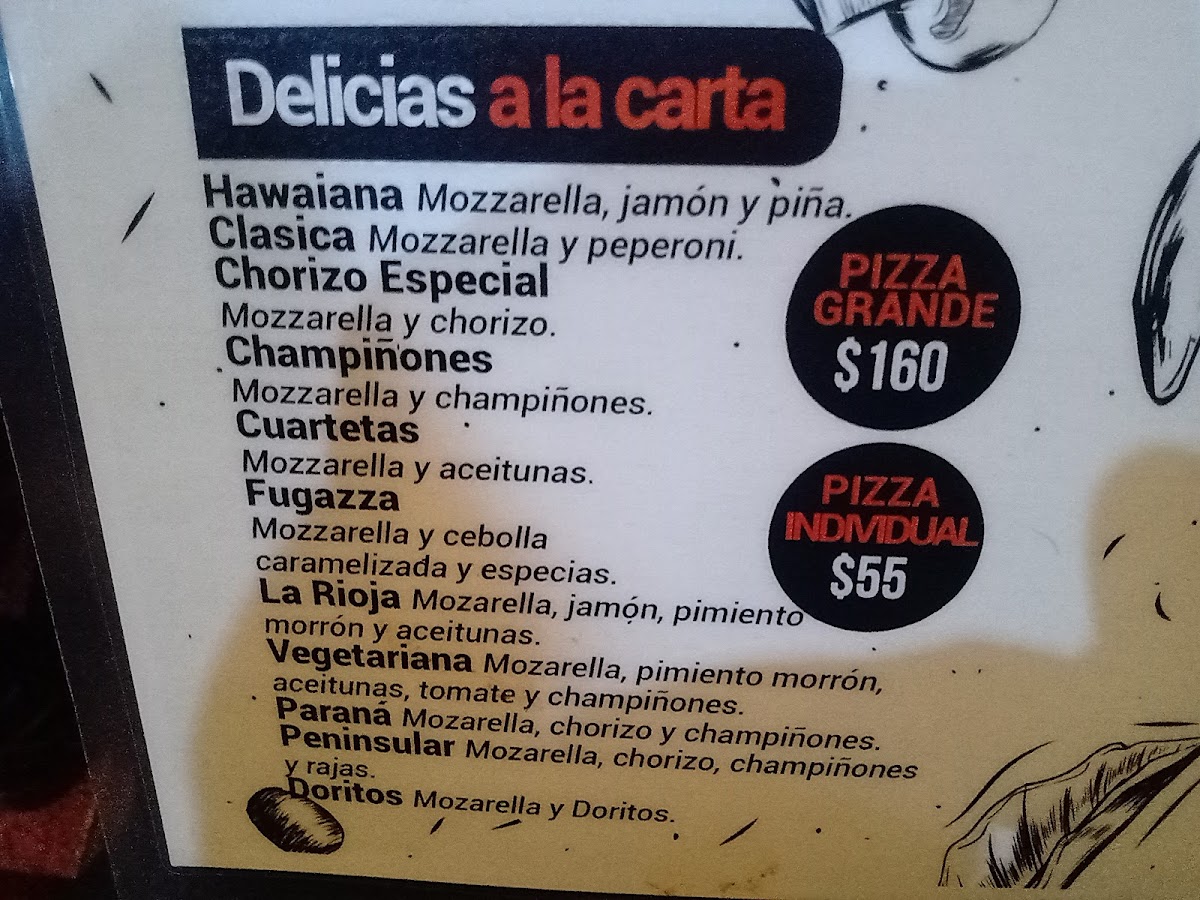 Delicias a la carta
Hawaiana Mozzarella, jamón y piña.
Clasica Mozzarella y peperoni.
Chorizo Especial
Mozzarella y chorizo.
Champiñones
Mozzarella y champiñones.
Cuartetas
Mozzarella y aceitunas.
Fugazza
Mozzarella y cebolla
caramelizada y especias.
La Rioja Mozarella, jamón, pimiento
morrón y aceitunas.
Vegetariana Mozarella, pimiento morrón,
aceitunas, tomate y champiñones.
Paraná Mozarella, chorizo y champiñones.
Peninsular Mozarella, chorizo, champiñones
y rajas.
Doritos Mozarella y Doritos.
PIZZA
GRANDE
$160
PIZZA
INDIVIDUAL
$55